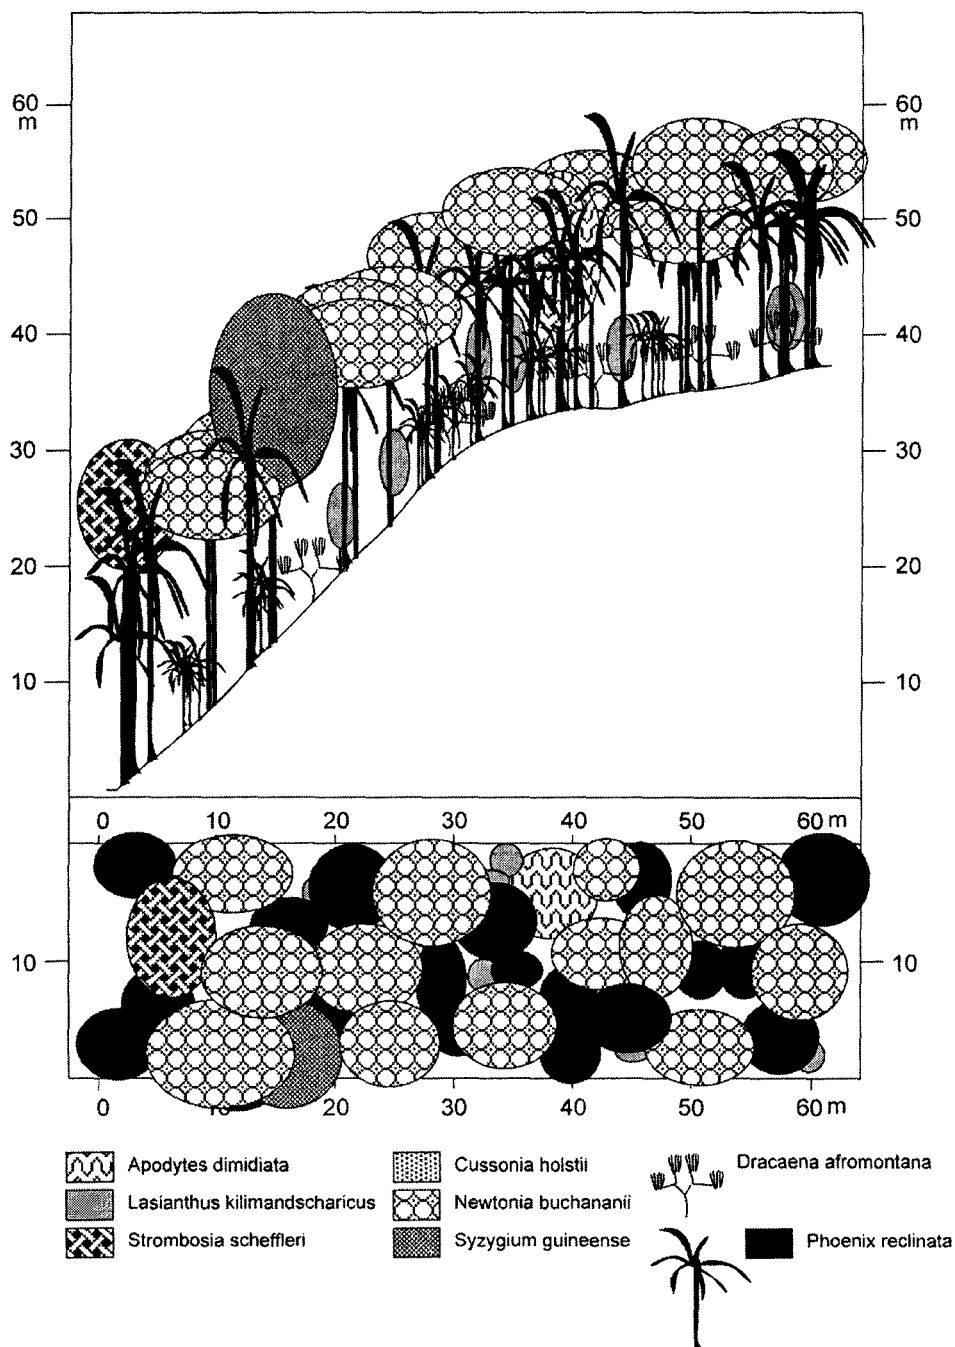 60 60
m m
50 50
40 40
30 30
20 20
10 10
0 10 20 30 40 50 60 m
10 10
0 10 20 30 40 50 60 m
Apodytes dimidiata Cussonia holstii Dracaena afromontana
Lasianthus kilimandscharicus Newtonia buchananii
Strombosia scheffleri Syzygium guineense Phoenix reclinata